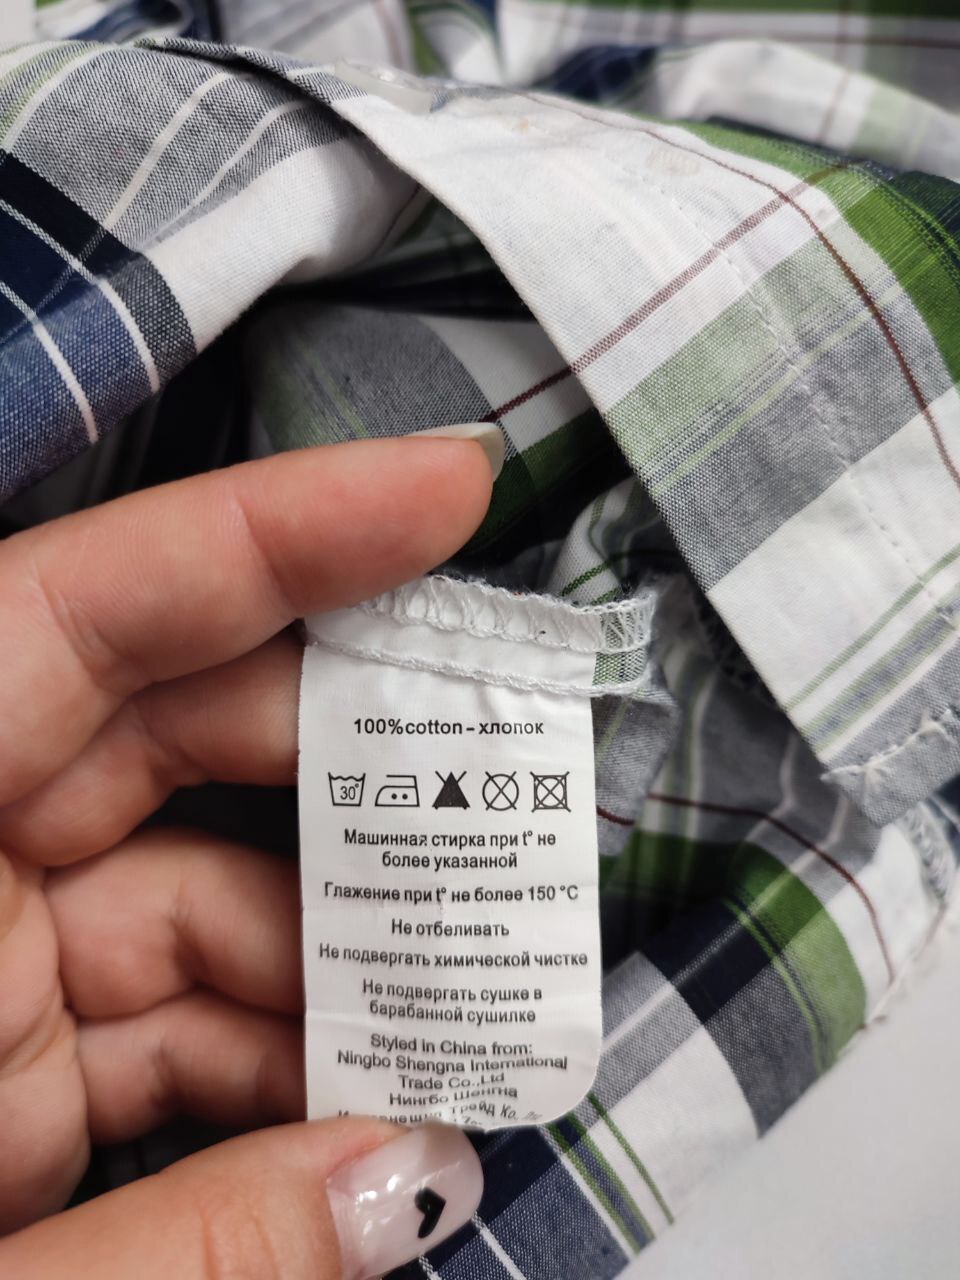 100%cotton - хлопок
30°
Машинная стирка при t° не
более указанной
Глажение при t° не более 150 °C
Не отбеливать
Не подвергать химической чистке
Не подвергать сушке в
барабанной сушилке
Styled in China from:
Ningbo Shengna International
Trade Co.,Ltd
Нингбо Шенгна
Трейд Ко.